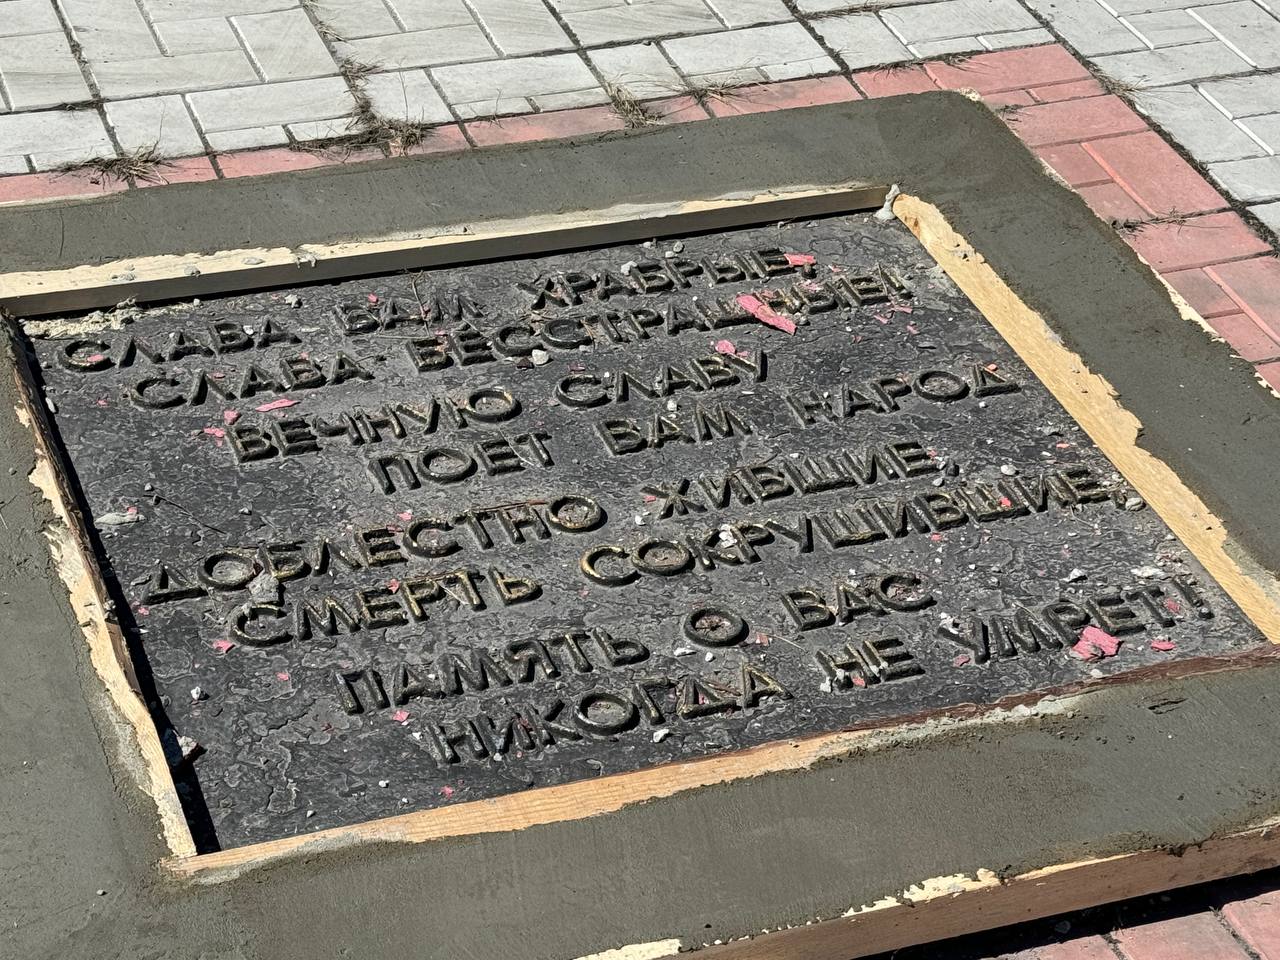 СЛАВА ВАМ ХРАБРЫЕ,
СЛАВА БЕССТРАШНЫЕ!
ВЕЧНУЮ СЛАВУ
ПОЕТ ВАМ НАРОД
ДОБЛЕСТНО ЖИВШИЕ,
СМЕРТЬ СОКРУШИВШИЕ,
ПАМЯТЬ О ВАС
НИКОГДА НЕ УМРЕТ!